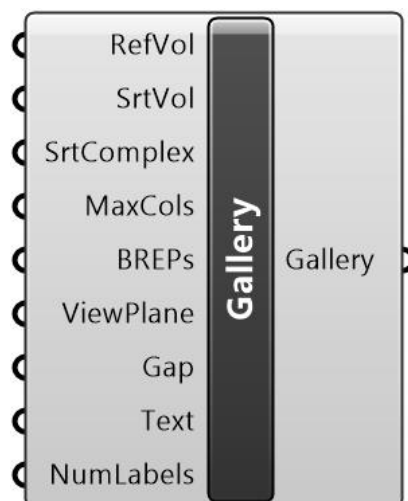 RefVol
SrtVol
SrtComplex
MaxCols
BREPs
ViewPlane
Gap
Text
NumLabels
Gallery
Gallery